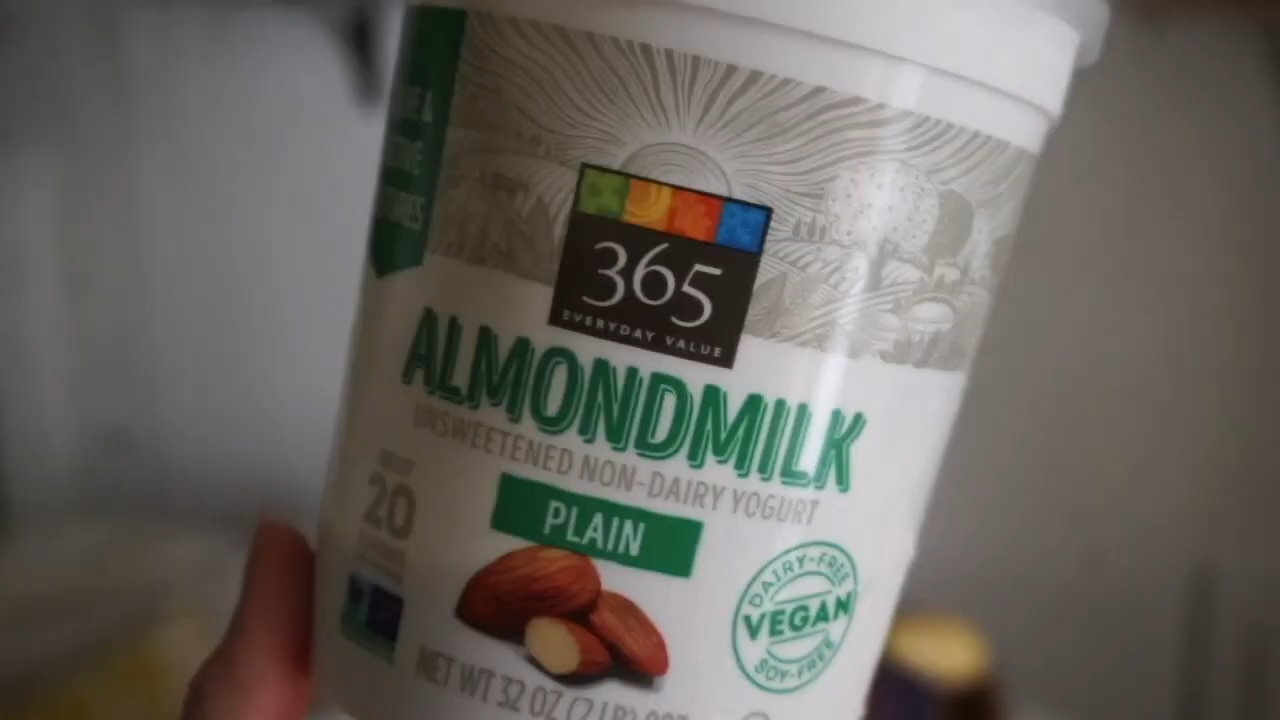 365
EVERYDAY VALUE
ALMONDMILK
UNSWEETENED NON-DAIRY YOGURT
PLAIN
20
DAIRY-FREE
VEGAN
SOY-FREE
NET WT 32 OZ (2 LB)